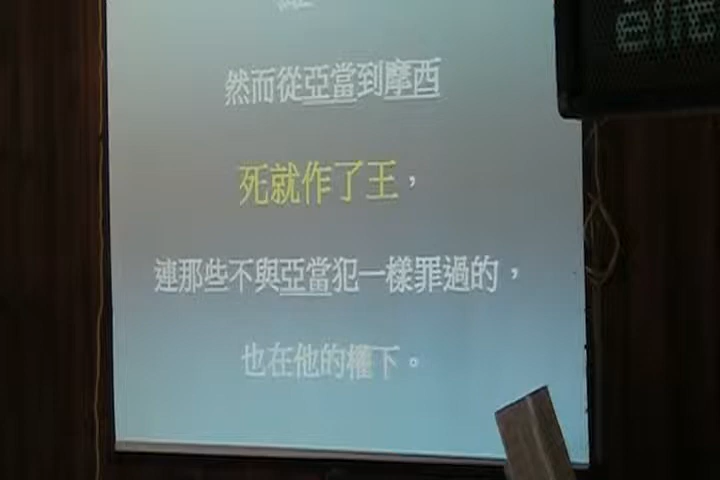 然而從亞當到摩西
死就作了王，
連那些不與亞當犯一樣罪過的，
也在他的權下。